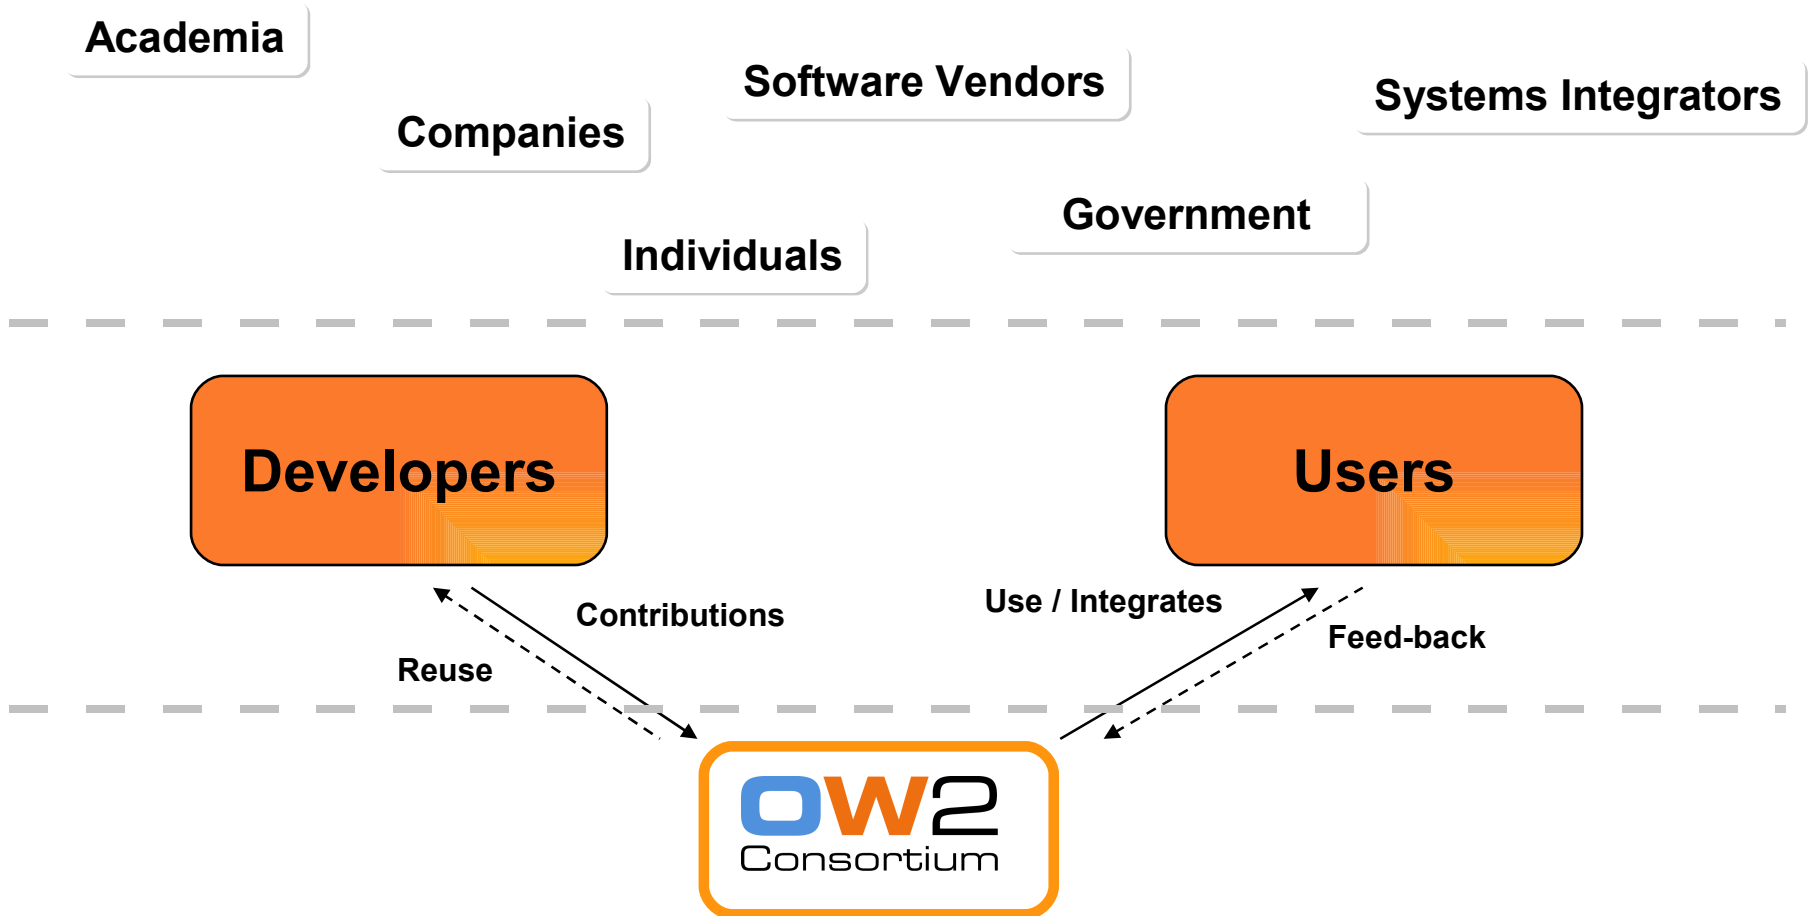 Academia
Software Vendors
Systems Integrators
Companies
Government
Individuals
Developers
Users
Contributions
Use / Integrates
Reuse
Feed-back
OW2
Consortium